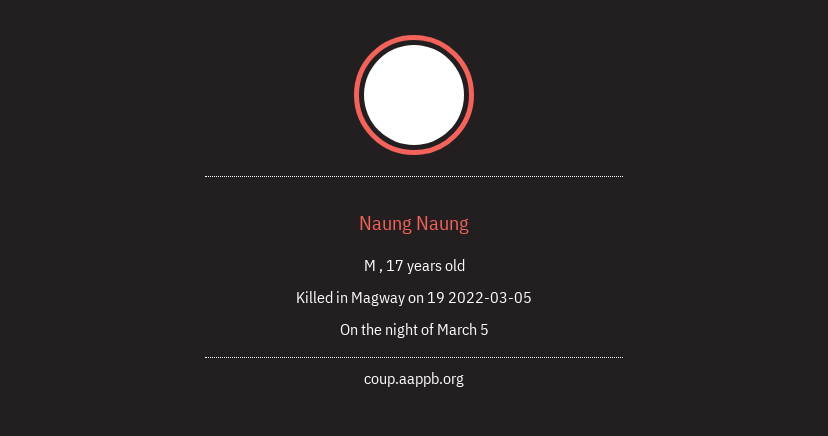 Naung Naung
M , 17 years old
Killed in Magway on 19 2022-03-05
On the night of March 5
coup.aappb.org